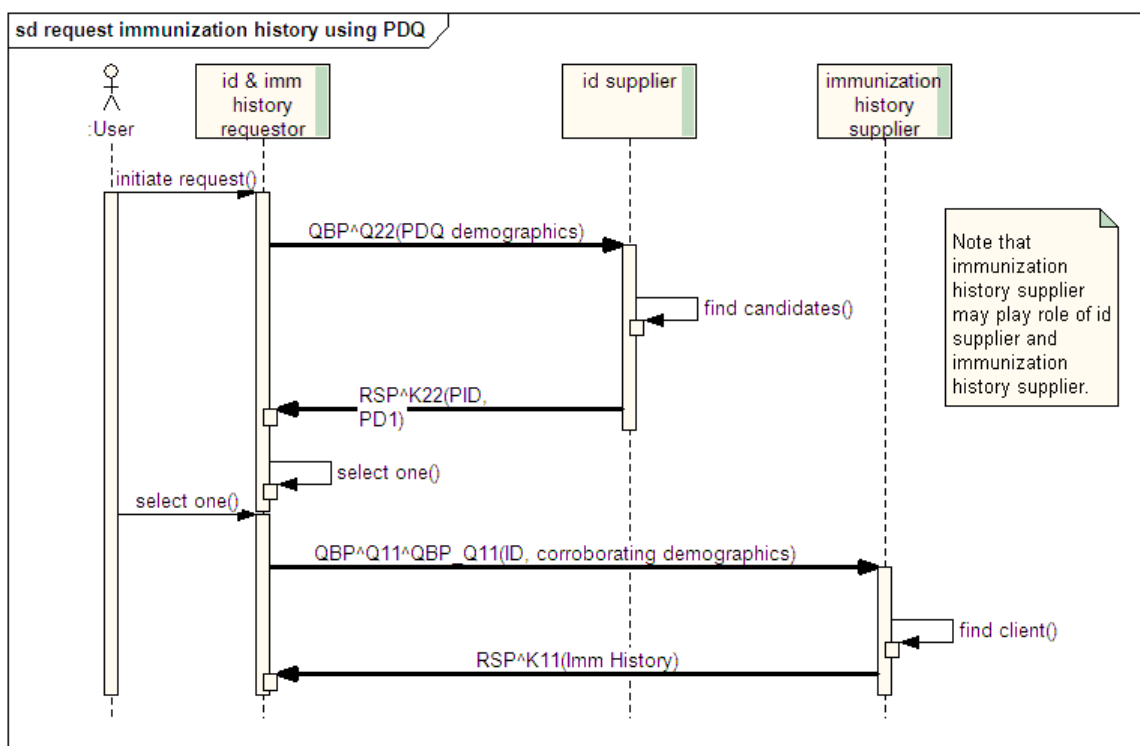 sd request immunization history using PDQ
:User
id & imm
history
requestor
id supplier
immunization
history
supplier
initiate request()
QBP^Q22(PDQ demographics)
Note that
immunization
history supplier
may play role of id
supplier and
immunization
history supplier.
find candidates()
RSP^K22(PID,
PD1)
select one()
select one()
QBP^Q11^QBP_Q11(ID, corroborating demographics)
find client()
RSP^K11(Imm History)